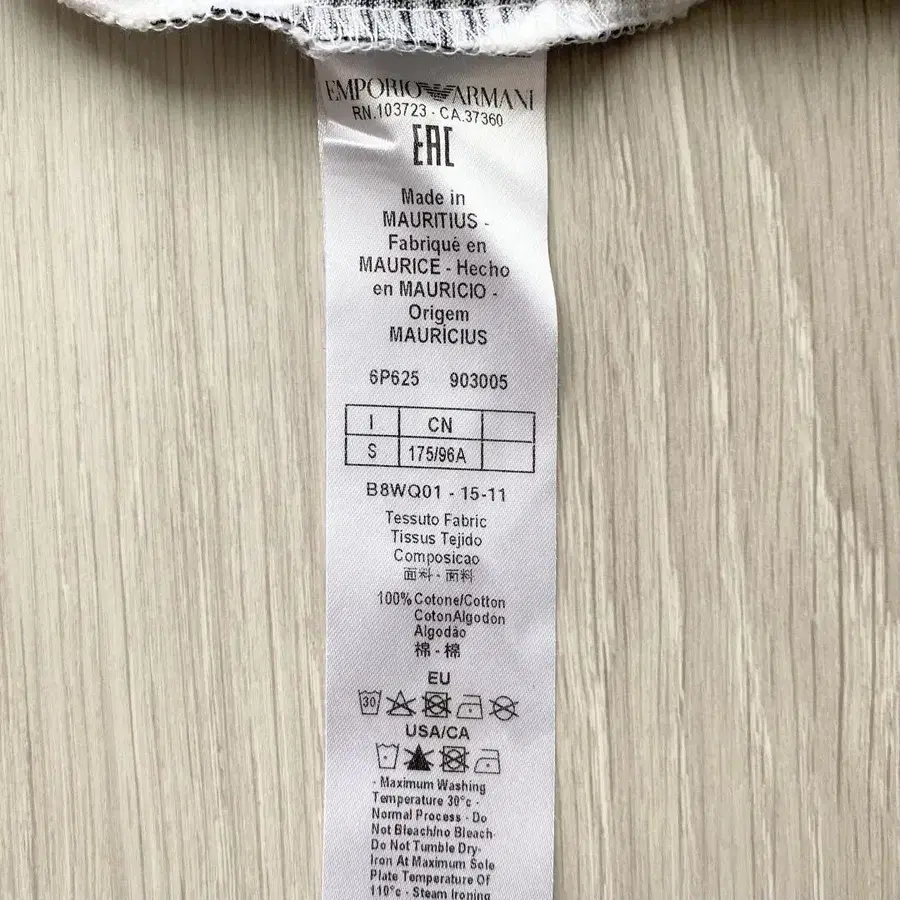 EMPORIO ARMANI
RN.103723 - CA.37360
EAC
Made in
MAURITIUS -
Fabriqué en
MAURICE - Hecho
en MAURICIO -
Origem
MAURÍCIUS
6P625 903005
I CN
S 175/96A
B8WQ01 - 15-11
Tessuto Fabric
Tissus Tejido
Composicao
面料 - 面料
100% Cotone/Cotton
CotonAlgodon
Algodão
棉 - 棉
EU
30
USA/CA
- Maximum Washing
Temperature 30°c -
Normal Process - Do
Not Bleach/no Bleach-
Do Not Tumble Dry-
Iron At Maximum Sole
Plate Temperature Of
110°c - Steam Ironing